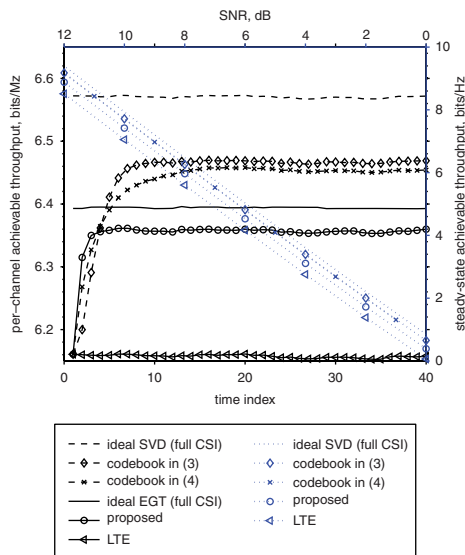 SNR, dB
12 10 8 6 4 2 0
per-channel achievable throughput, bits/Mz
6.6
6.5
6.4
6.3
6.2
10
8
6
4
2
0
steady-state achievable throughput, bits/Hz
0 10 20 30 40
time index
ideal SVD (full CSI)
codebook in (3)
codebook in (4)
ideal EGT (full CSI)
proposed
LTE
ideal SVD (full CSI)
codebook in (3)
codebook in (4)
proposed
LTE